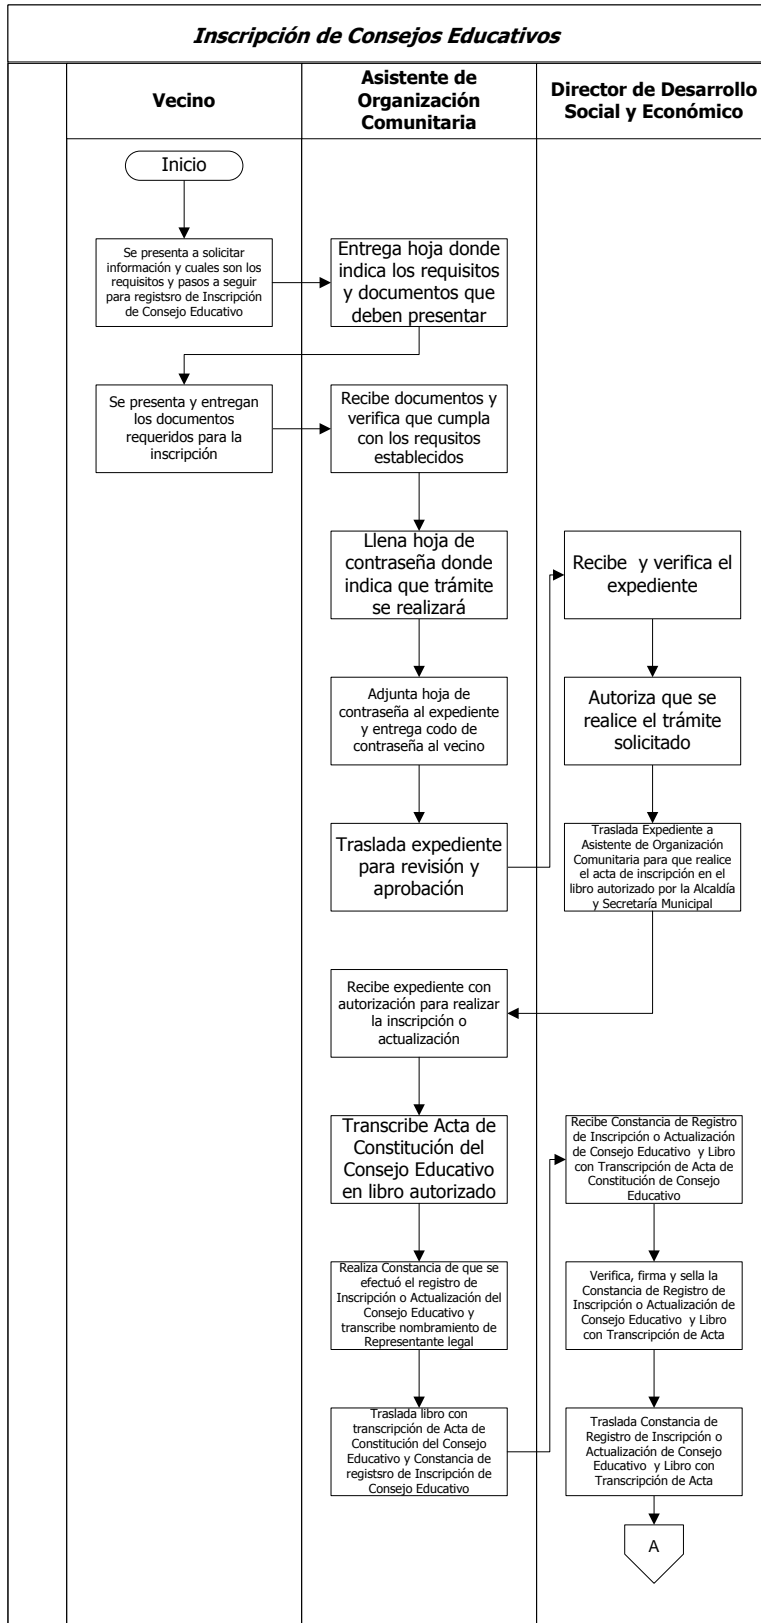 Inscripción de Consejos Educativos
Vecino
Asistente de
Organización
Comunitaria
Director de Desarrollo
Social y Económico
Inicio
Se presenta a solicitar
información y cuales son los
requisitos y pasos a seguir
para registsro de Inscripción
de Consejo Educativo
Entrega hoja donde
indica los requisitos
y documentos que
deben presentar
Se presenta y entregan
los documentos
requeridos para la
inscripción
Recibe documentos y
verifica que cumpla
con los requsitos
establecidos
Llena hoja de
contraseña donde
indica que trámite
se realizará
Adjunta hoja de
contraseña al expediente
y entrega codo de
contraseña al vecino
Traslada expediente
para revisión y
aprobación
Recibe y verifica el
expediente
Autoriza que se
realice el trámite
solicitado
Traslada Expediente a
Asistente de Organización
Comunitaria para que realice
el acta de inscripción en el
libro autorizado por la Alcaldía
y Secretaría Municipal
Recibe expediente con
autorización para realizar
la inscripción o
actualización
Transcribe Acta de
Constitución del
Consejo Educativo
en libro autorizado
Realiza Constancia de que se
efectuó el registro de
Inscripción o Actualización del
Consejo Educativo y
transcribe nombramiento de
Representante legal
Traslada libro con
transcripción de Acta de
Constitución del Consejo
Educativo y Constancia de
registsro de Inscripción de
Consejo Educativo
Recibe Constancia de Registro
de Inscripción o Actualización
de Consejo Educativo y Libro
con Transcripción de Acta de
Constitución de Consejo
Educativo
Verifica, firma y sella la
Constancia de Registro de
Inscripción o Actualización de
Consejo Educativo y Libro
con Transcripción de Acta
Traslada Constancia de
Registro de Inscripción o
Actualización de Consejo
Educativo y Libro con
Transcripción de Acta
A